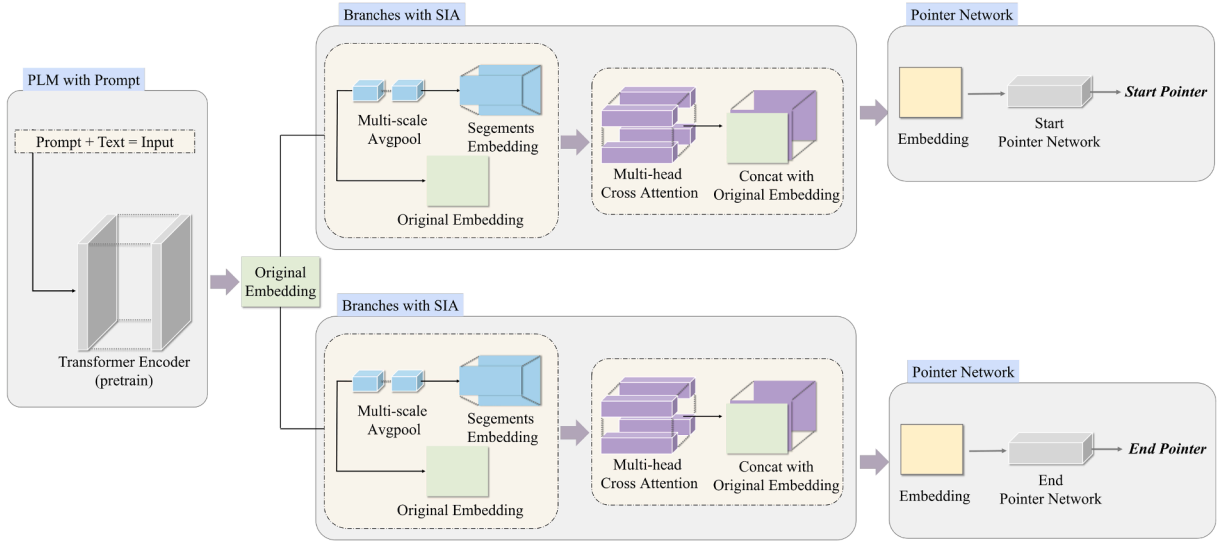 PLM with Prompt
Prompt + Text = Input
Transformer Encoder
(pretrain)
Original
Embedding
Branches with SIA
Multi-scale
Avgpool
Segements
Embedding
Original Embedding
Multi-head
Cross Attention
Concat with
Original Embedding
Pointer Network
Embedding
Start
Pointer Network
Start Pointer
Branches with SIA
Multi-scale
Avgpool
Segements
Embedding
Original Embedding
Multi-head
Cross Attention
Concat with
Original Embedding
Pointer Network
Embedding
End
Pointer Network
End Pointer